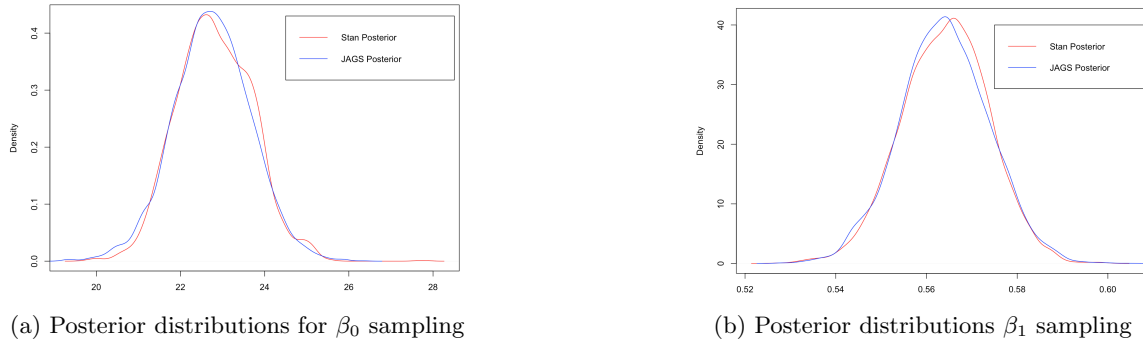 Density
0.0
0.1
0.2
0.3
0.4
20
22
24
26
28
Stan Posterior
JAGS Posterior
(a) Posterior distributions for β0 sampling
Density
0
10
20
30
40
0.52
0.54
0.56
0.58
0.60
Stan Posterior
JAGS Posterior
(b) Posterior distributions β1 sampling